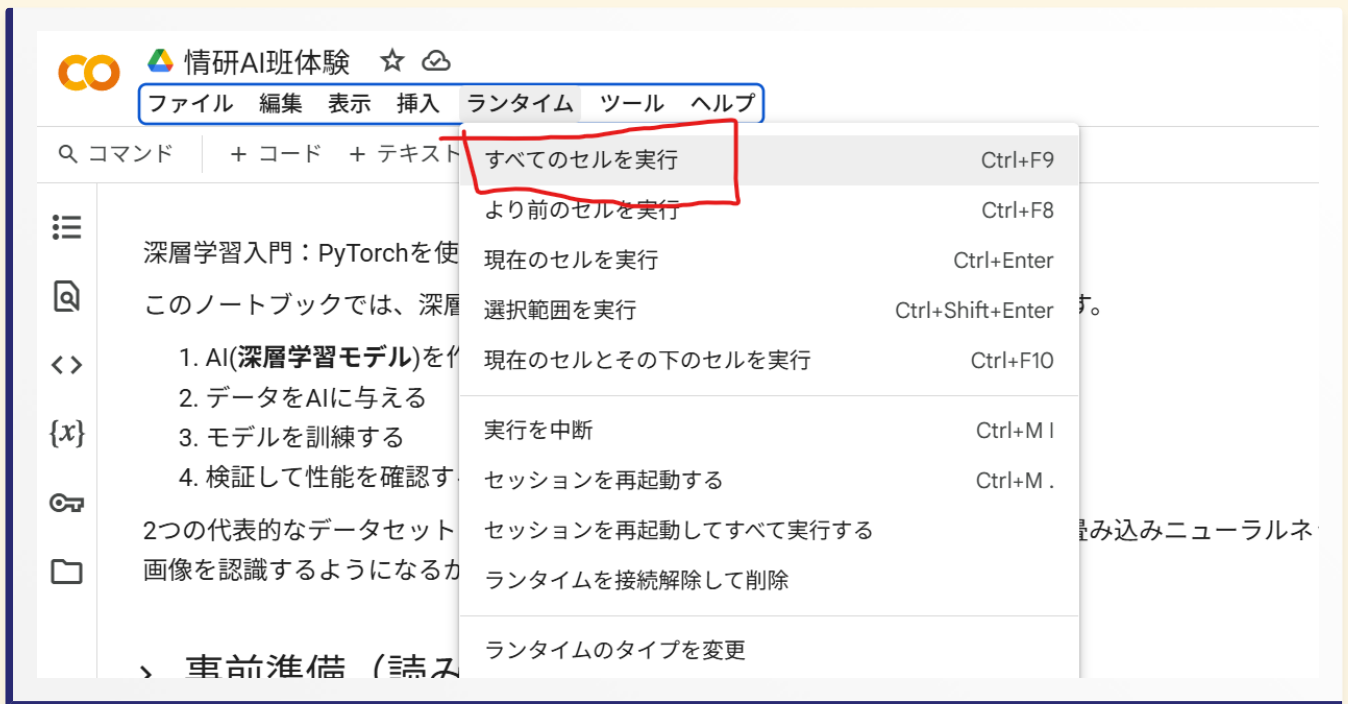 情研AI班体験
ファイル 編集 表示 挿入 ランタイム ツール ヘルプ
コマンド + コード + テキスト
すべてのセルを実行 Ctrl+F9
より前のセルを実行 Ctrl+F8
現在のセルを実行 Ctrl+Enter
選択範囲を実行 Ctrl+Shift+Enter
現在のセルとその下のセルを実行 Ctrl+F10
実行を中断 Ctrl+M I
セッションを再起動する Ctrl+M .
セッションを再起動してすべて実行する
ランタイムを接続解除して削除
ランタイムのタイプを変更
深層学習入門：PyTorchを使
このノートブックでは、深層 す。
1. AI(深層学習モデル)を作
2. データをAIに与える
3. モデルを訓練する
4. 検証して性能を確認す
2つの代表的なデータセット 畳み込みニューラルネ
画像を認識するようになるか
事前準備（読み